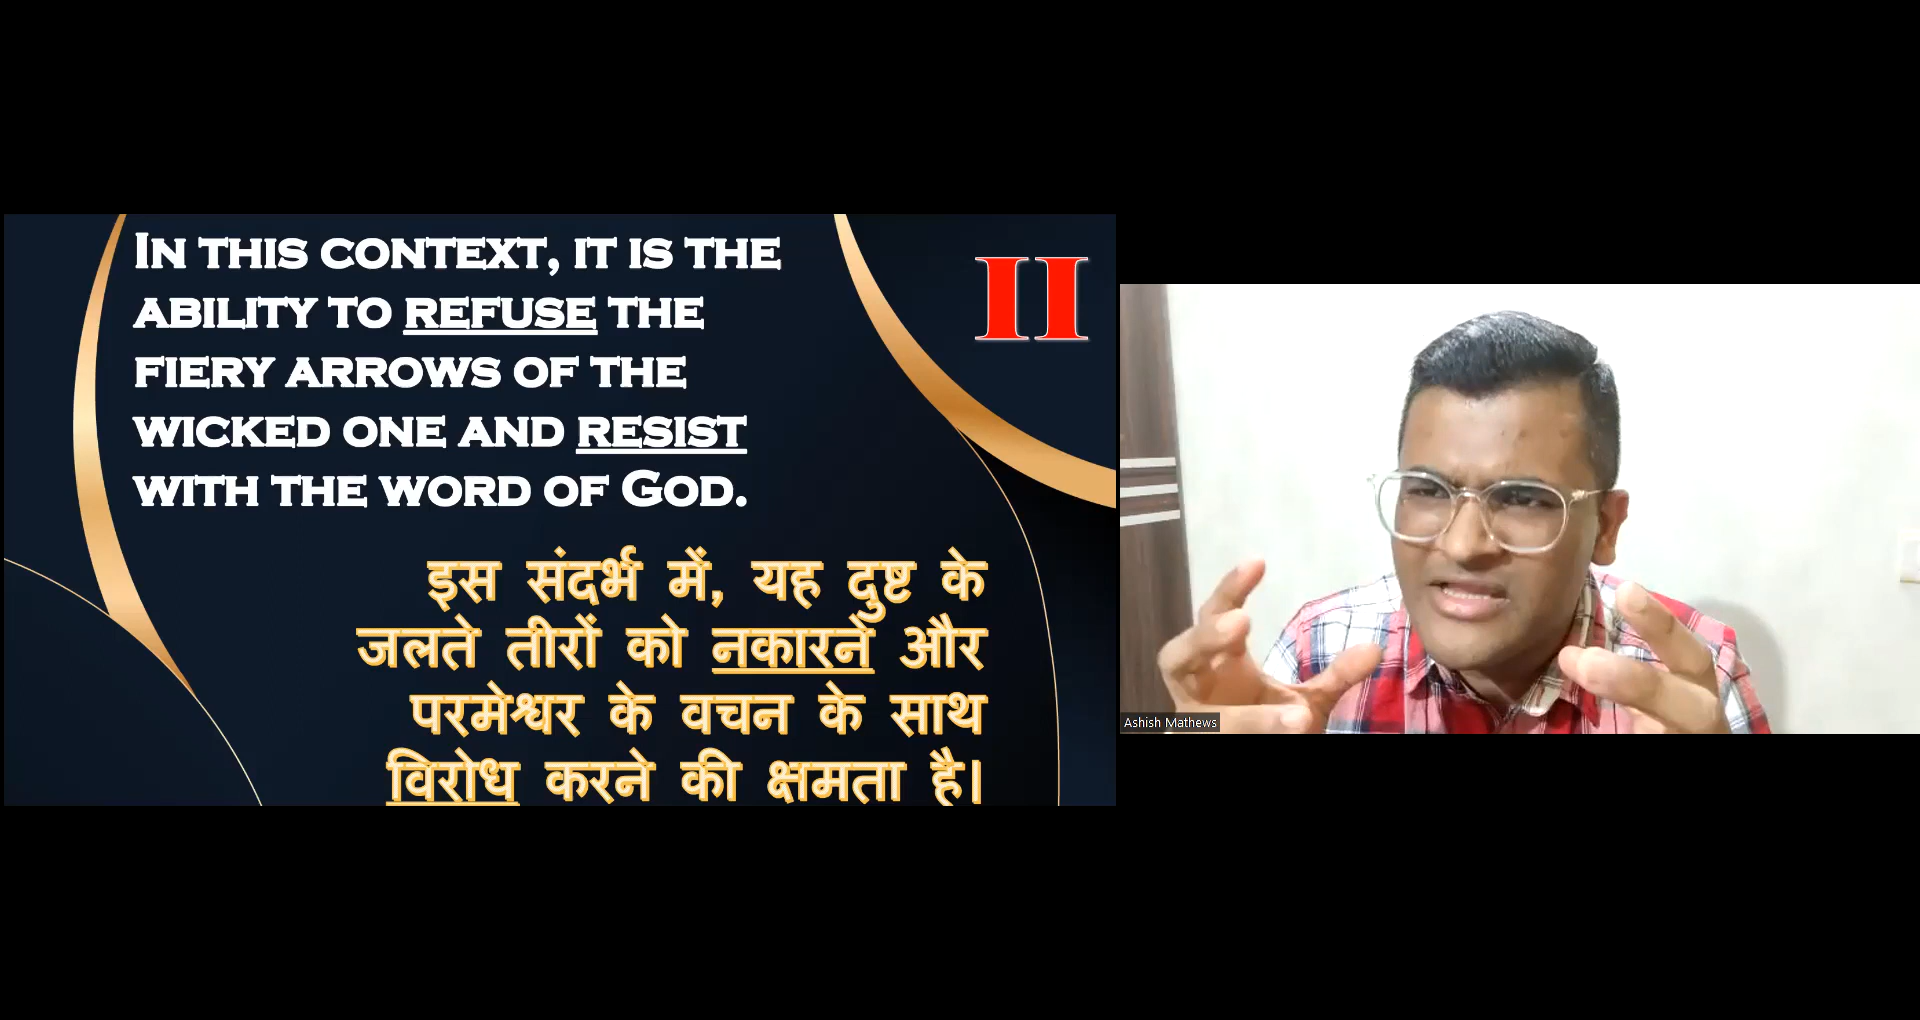 IN THIS CONTEXT, IT IS THE
ABILITY TO REFUSE THE
FIERY ARROWS OF THE
WICKED ONE AND RESIST
WITH THE WORD OF GOD.
II
इस संदर्भ में, यह दुष्ट के
जलते तीरों को नकारने और
परमेश्वर के वचन के साथ
विरोध करने की क्षमता है।
Ashish Mathews